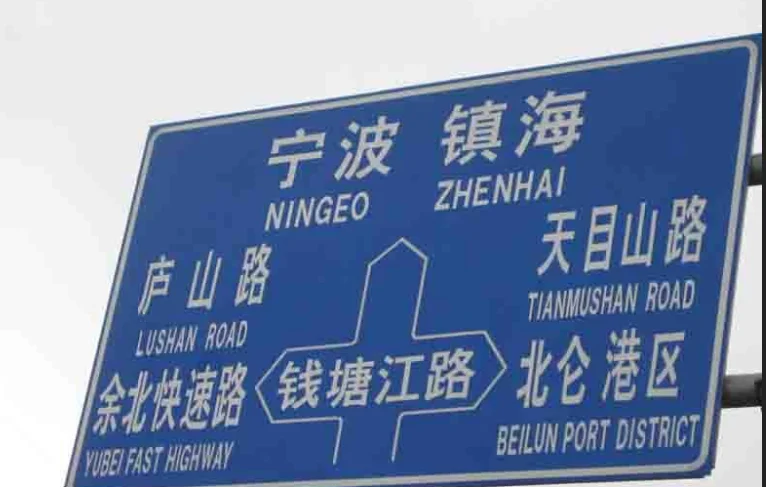 宁波 镇海
NINGEO ZHENHAI
庐山路
LUSHAN ROAD
天目山路
TIANMUSHAN ROAD
余北快速路
YUBEI FAST HIGHWAY
钱塘江路
北仑港区
BEILUN PORT DISTRICT